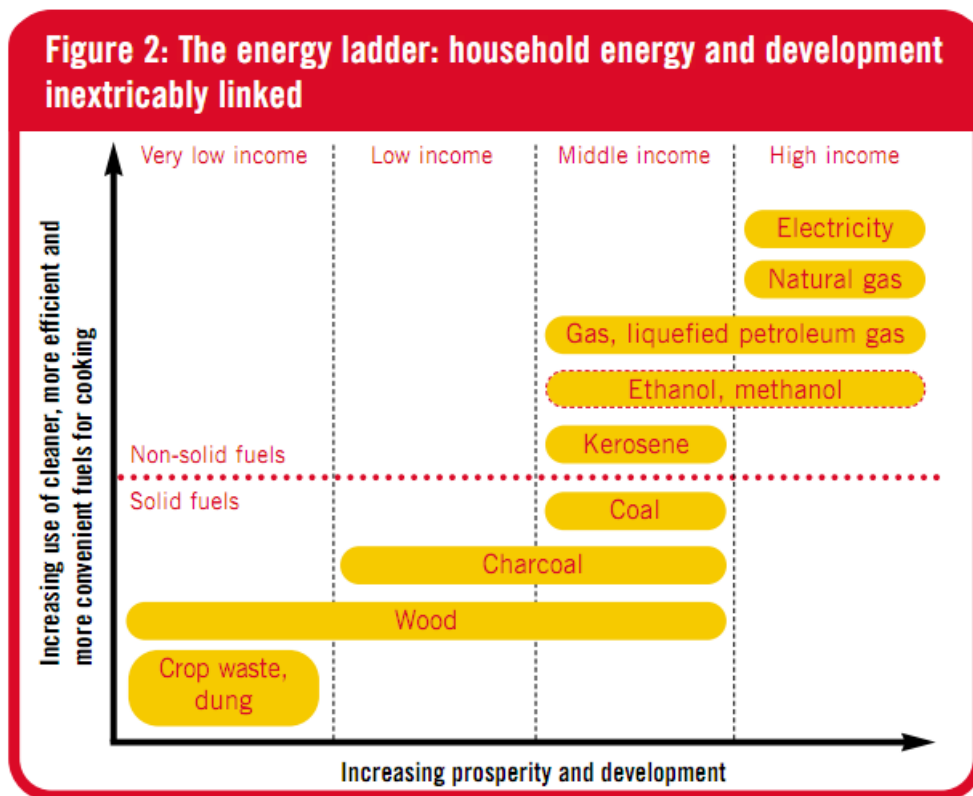 Figure 2: The energy ladder: household energy and development
inextricably linked
Very low income
Low income
Middle income
High income
Electricity
Natural gas
Gas, liquefied petroleum gas
Ethanol, methanol
Kerosene
Non-solid fuels
Solid fuels
Coal
Charcoal
Wood
Crop waste,
dung
Increasing use of cleaner, more efficient and
more convenient fuels for cooking
Increasing prosperity and development